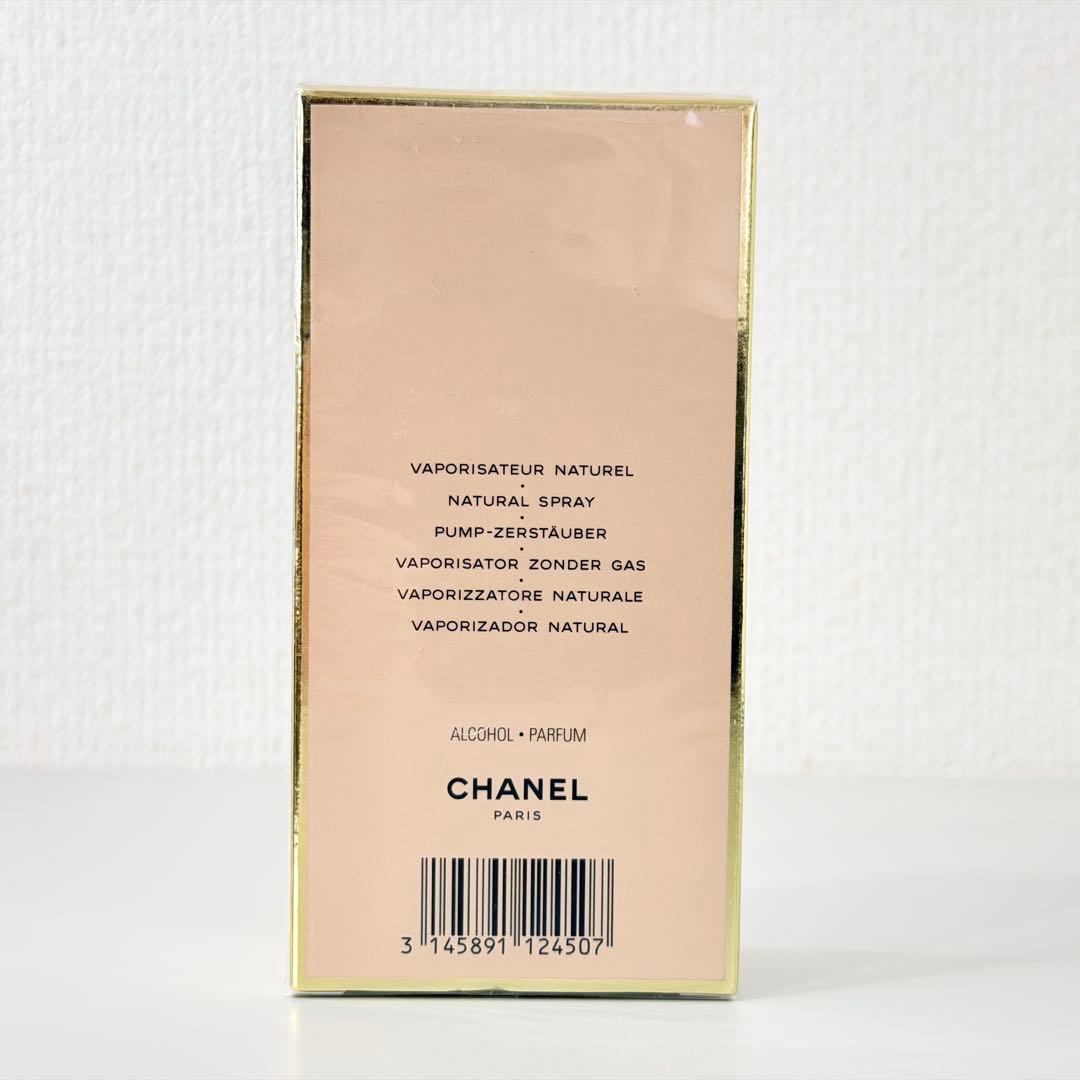 VAPORISATEUR NATUREL
•
NATURAL SPRAY
•
PUMP-ZERSTÄUBER
•
VAPORISATOR ZONDER GAS
•
VAPORIZZATORE NATURALE
•
VAPORIZADOR NATURAL
ALCOHOL • PARFUM
CHANEL
PARIS
3 145891 124507